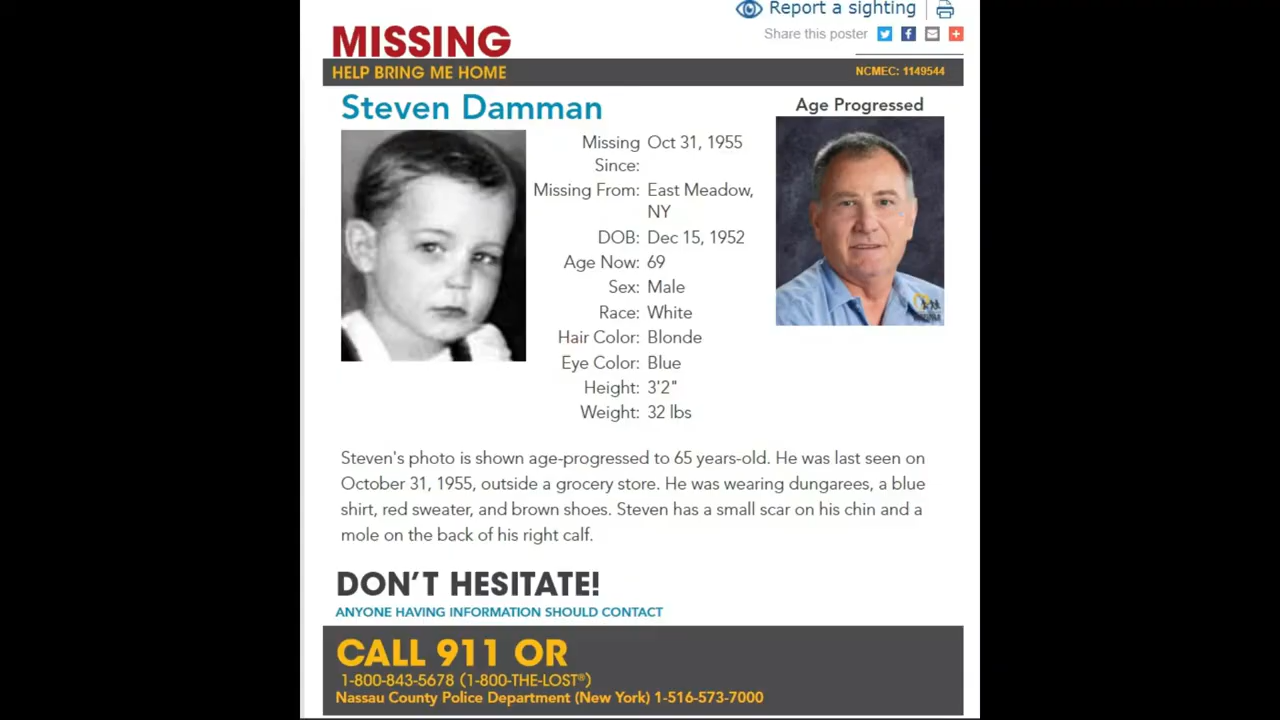 Report a sighting
Share this poster
MISSING
HELP BRING ME HOME
NCMEC: 1149544
Steven Damman
Age Progressed
Missing Since: Oct 31, 1955
Missing From: East Meadow, NY
DOB: Dec 15, 1952
Age Now: 69
Sex: Male
Race: White
Hair Color: Blonde
Eye Color: Blue
Height: 3'2"
Weight: 32 lbs
Steven's photo is shown age-progressed to 65 years-old. He was last seen on
October 31, 1955, outside a grocery store. He was wearing dungarees, a blue
shirt, red sweater, and brown shoes. Steven has a small scar on his chin and a
mole on the back of his right calf.
DON'T HESITATE!
ANYONE HAVING INFORMATION SHOULD CONTACT
CALL 911 OR
1-800-843-5678 (1-800-THE-LOST®)
Nassau County Police Department (New York) 1-516-573-7000